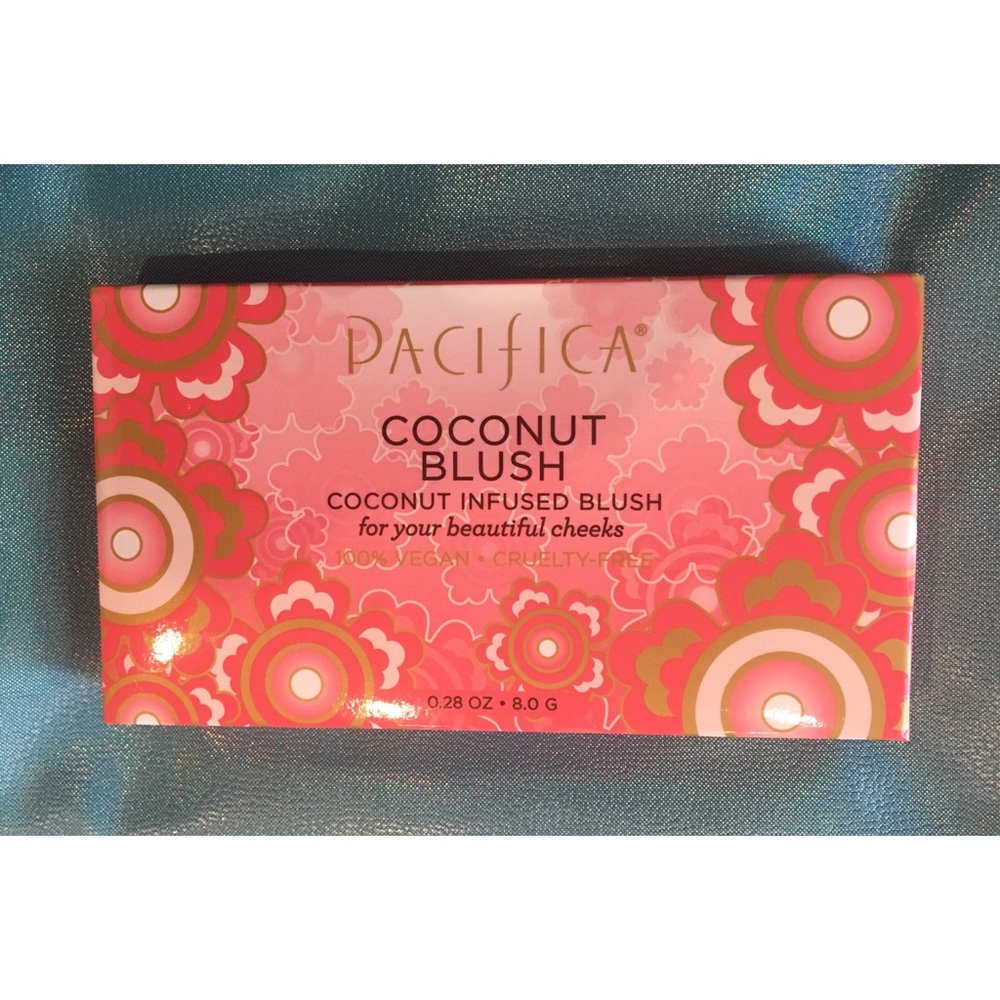 PACIFICA®
COCONUT
BLUSH
COCONUT INFUSED BLUSH
for your beautiful cheeks
100% VEGAN • CRUELTY-FREE
0.28 OZ • 8.0 G